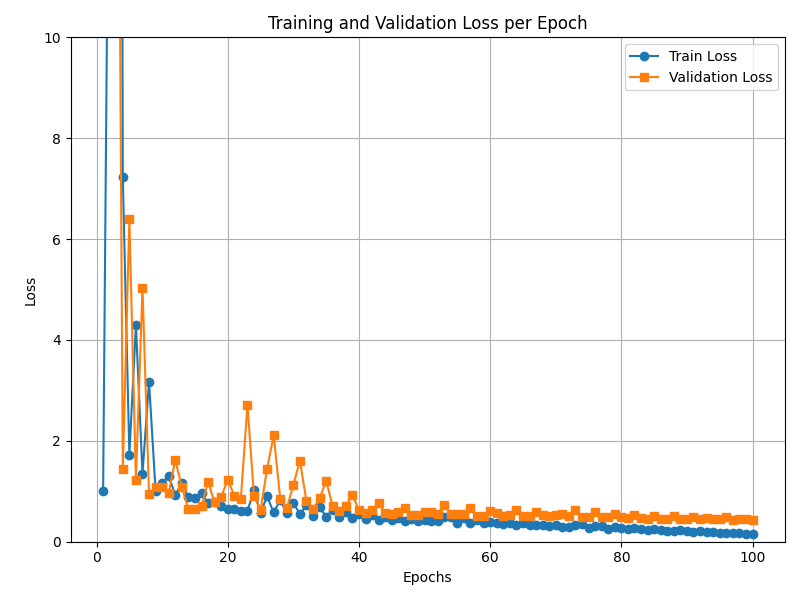 Training and Validation Loss per Epoch
Train Loss
Validation Loss
Loss
10
8
6
4
2
0
0 20 40 60 80 100
Epochs